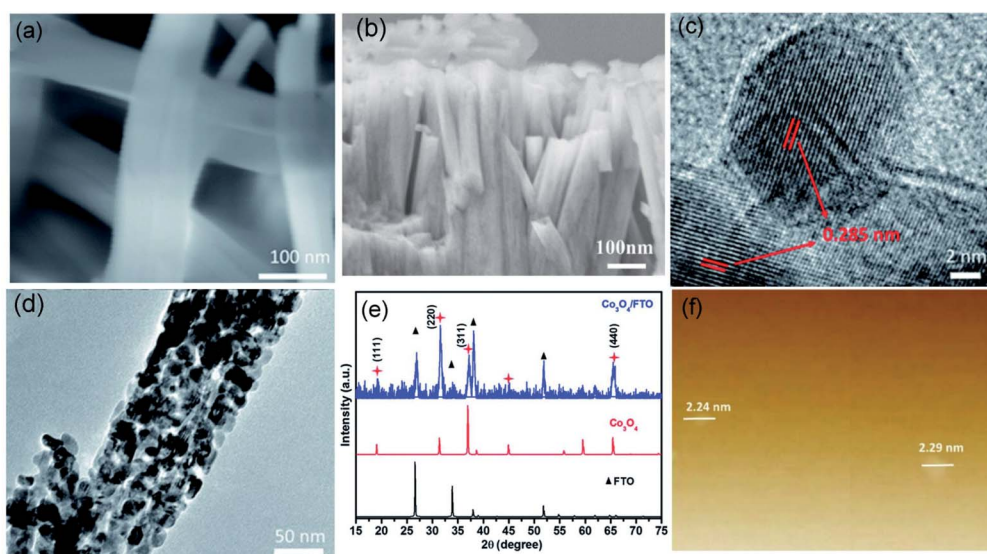 (a)
100 nm
(b)
100nm
(c)
0.285 nm
2 nm
(d)
50 nm
(e)
Co₃O₄/FTO
(111)
(220)
(311)
(440)
Co₃O₄
▲FTO
Intensity (a.u.)
15 20 25 30 35 40 45 50 55 60 65 70 75
2θ (degree)
(f)
2.24 nm
2.29 nm